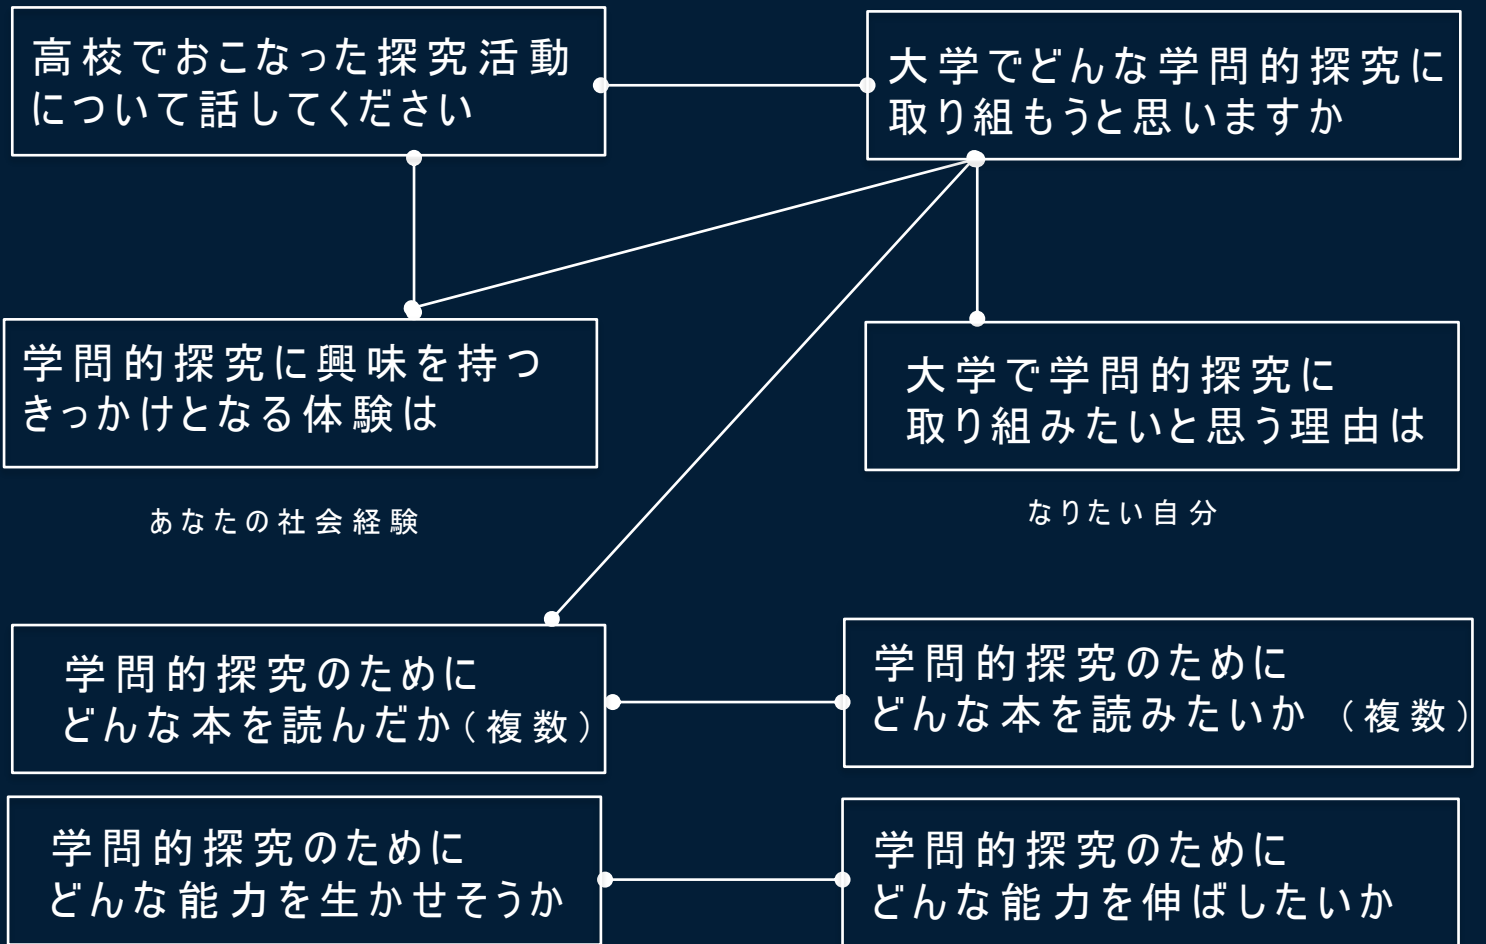 高校でおこなった探究活動
について話してください
大学でどんな学問的探究に
取り組もうと思いますか
学問的探究に興味を持つ
きっかけとなる体験は
大学で学問的探究に
取り組みたいと思う理由は
あなたの社会経験
なりたい自分
学問的探究のために
どんな本を読んだか（複数）
学問的探究のために
どんな本を読みたいか （複数）
学問的探究のために
どんな能力を生かせそうか
学問的探究のために
どんな能力を伸ばしたいか